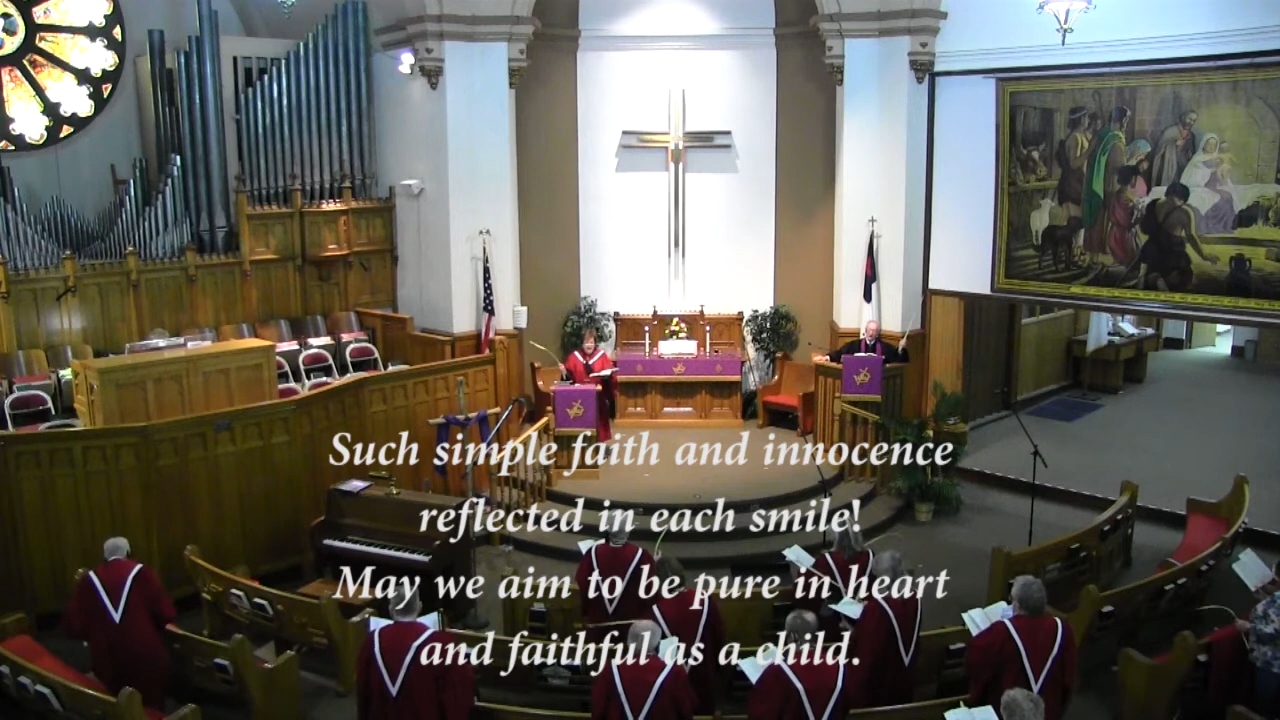 Such simple faith and innocence
reflected in each smile!
May we aim to be pure in heart
and faithful as a child.